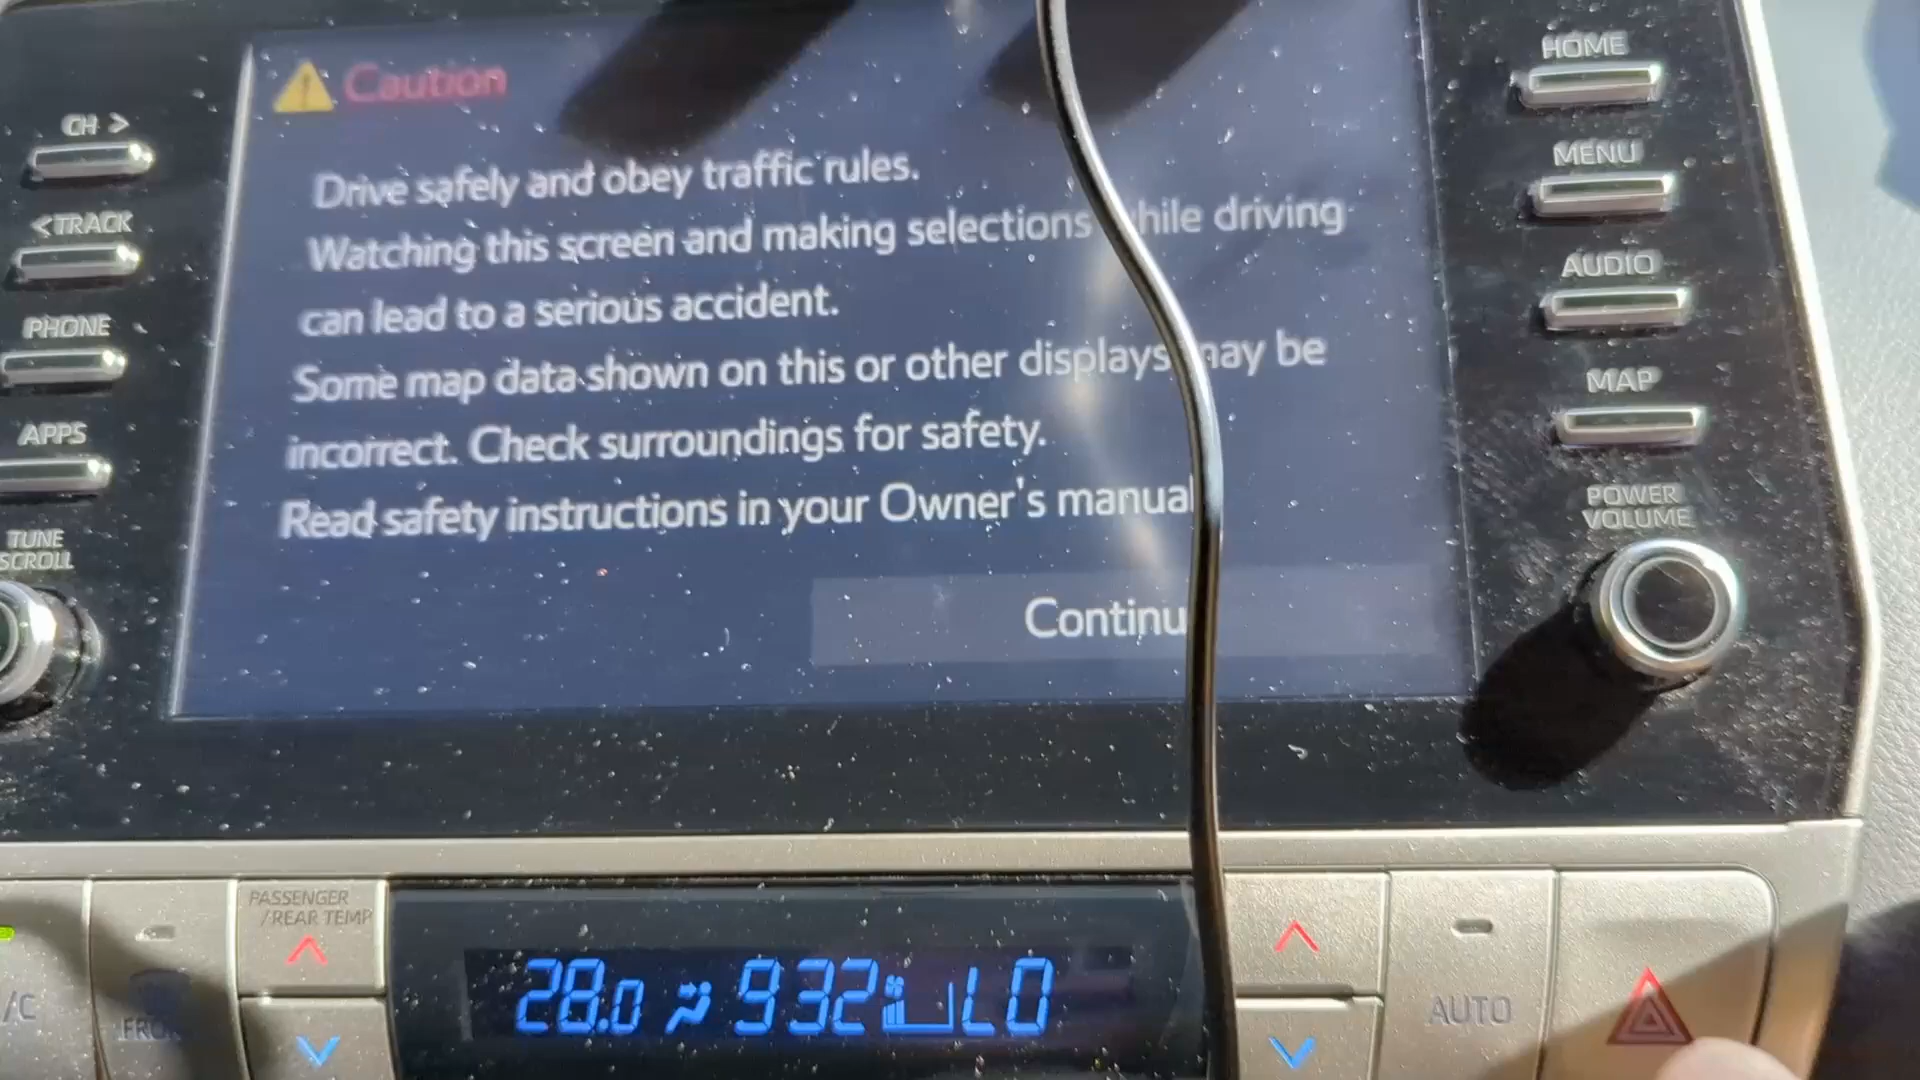 Caution
Drive safely and obey traffic rules.
Watching this screen and making selections while driving
can lead to a serious accident.
Some map data shown on this or other displays may be
incorrect. Check surroundings for safety.
Read safety instructions in your Owner's manual
Continu
CH >
< TRACK
PHONE
APPS
TUNE
SCROLL
HOME
MENU
AUDIO
MAP
POWER
VOLUME
/C
PASSENGER
/REAR TEMP
28.0 932 LO
AUTO